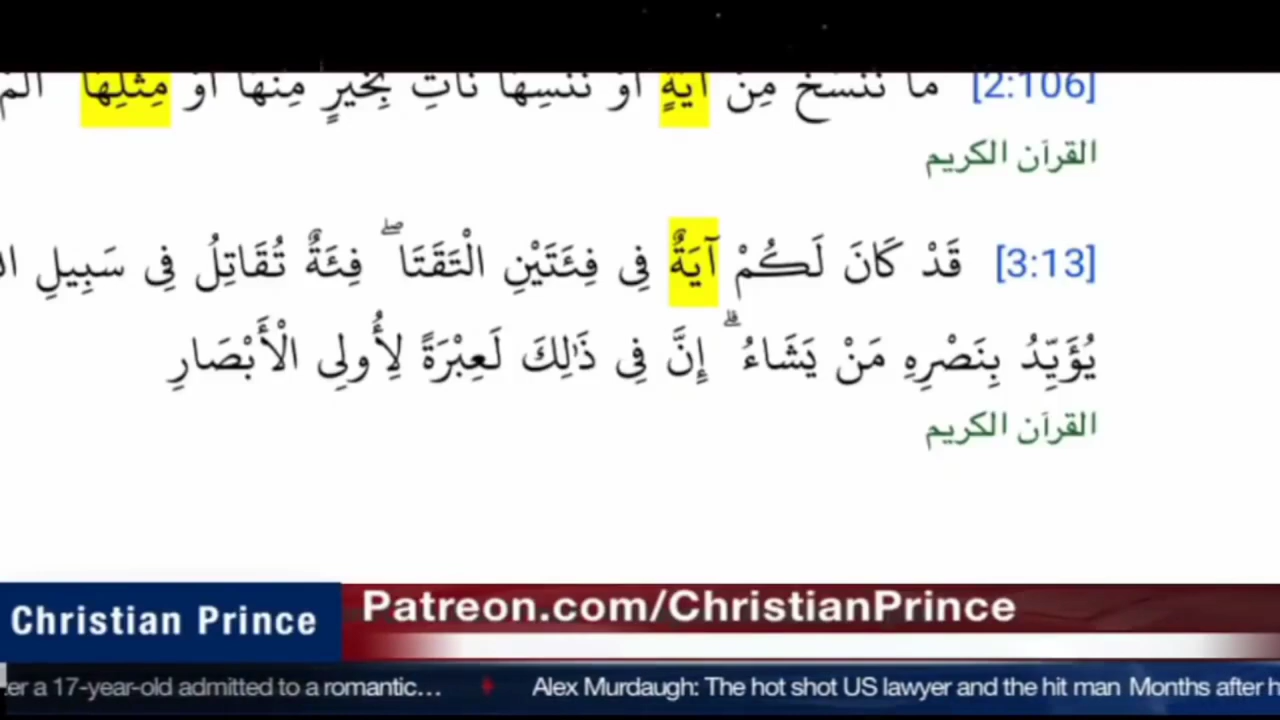 [2:106] مَا نَنْسَخْ مِنْ آيَةٍ أَوْ نُنْسِهَا نَأْتِ بِخَيْرٍ مِنْهَا أَوْ مِثْلِهَا
القرآن الكريم
[3:13] قَدْ كَانَ لَكُمْ آيَةٌ فِى فِئَتَيْنِ الْتَقَتَا ۖ فِئَةٌ تُقَاتِلُ فِى سَبِيلِ
يُؤَيِّدُ بِنَصْرِهِ مَنْ يَشَاءُ ۗ إِنَّ فِى ذَٰلِكَ لَعِبْرَةً لِأُولِى الْأَبْصَارِ
القرآن الكريم
Christian Prince
Patreon.com/ChristianPrince
er a 17-year-old admitted to a romantic... ♦ Alex Murdaugh: The hot shot US lawyer and the hit man Months after h